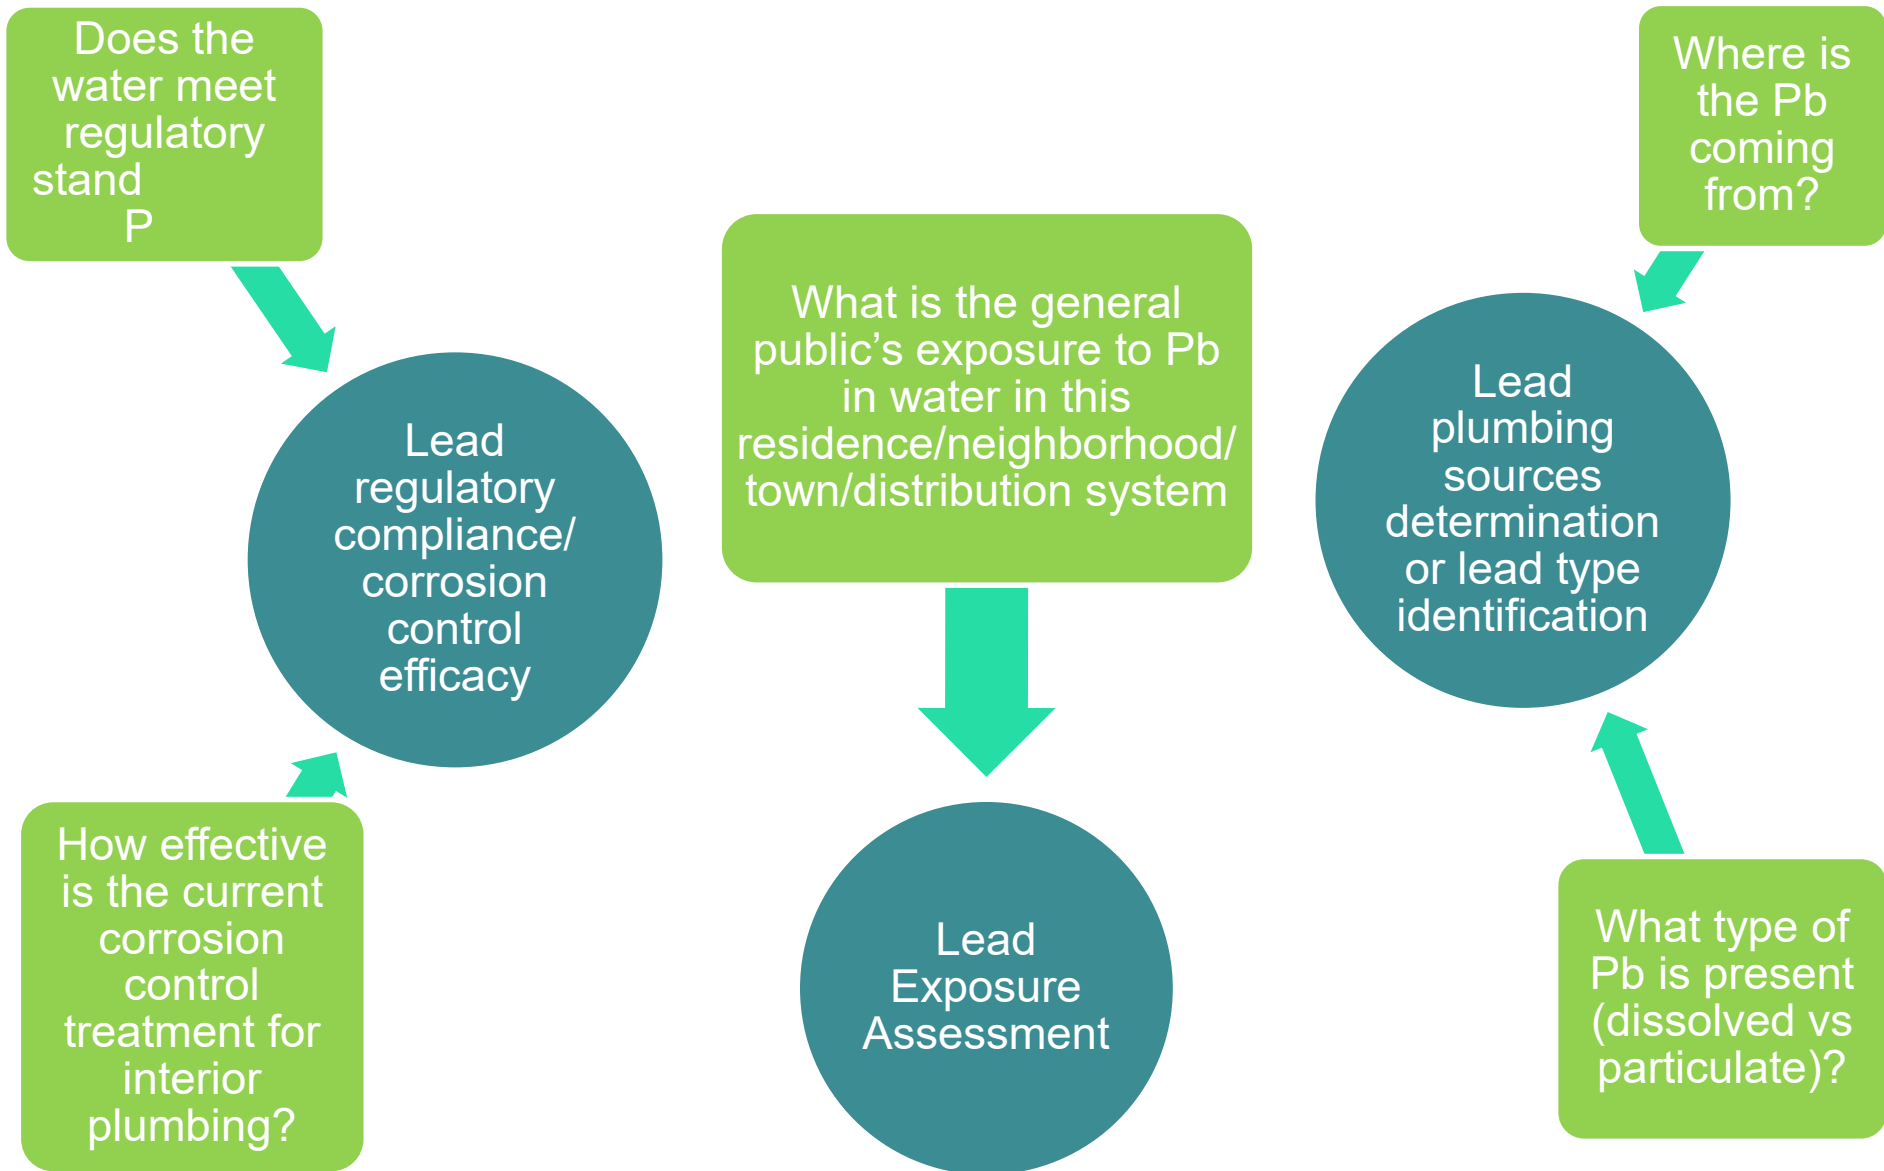 Does the
water meet
regulatory
stand
P
Lead
regulatory
compliance/
corrosion
control
efficacy
How effective
is the current
corrosion
control
treatment for
interior
plumbing?
What is the general
public’s exposure to Pb
in water in this
residence/neighborhood/
town/distribution system
Lead
Exposure
Assessment
Where is
the Pb
coming
from?
Lead
plumbing
sources
determination
or lead type
identification
What type of
Pb is present
(dissolved vs
particulate)?